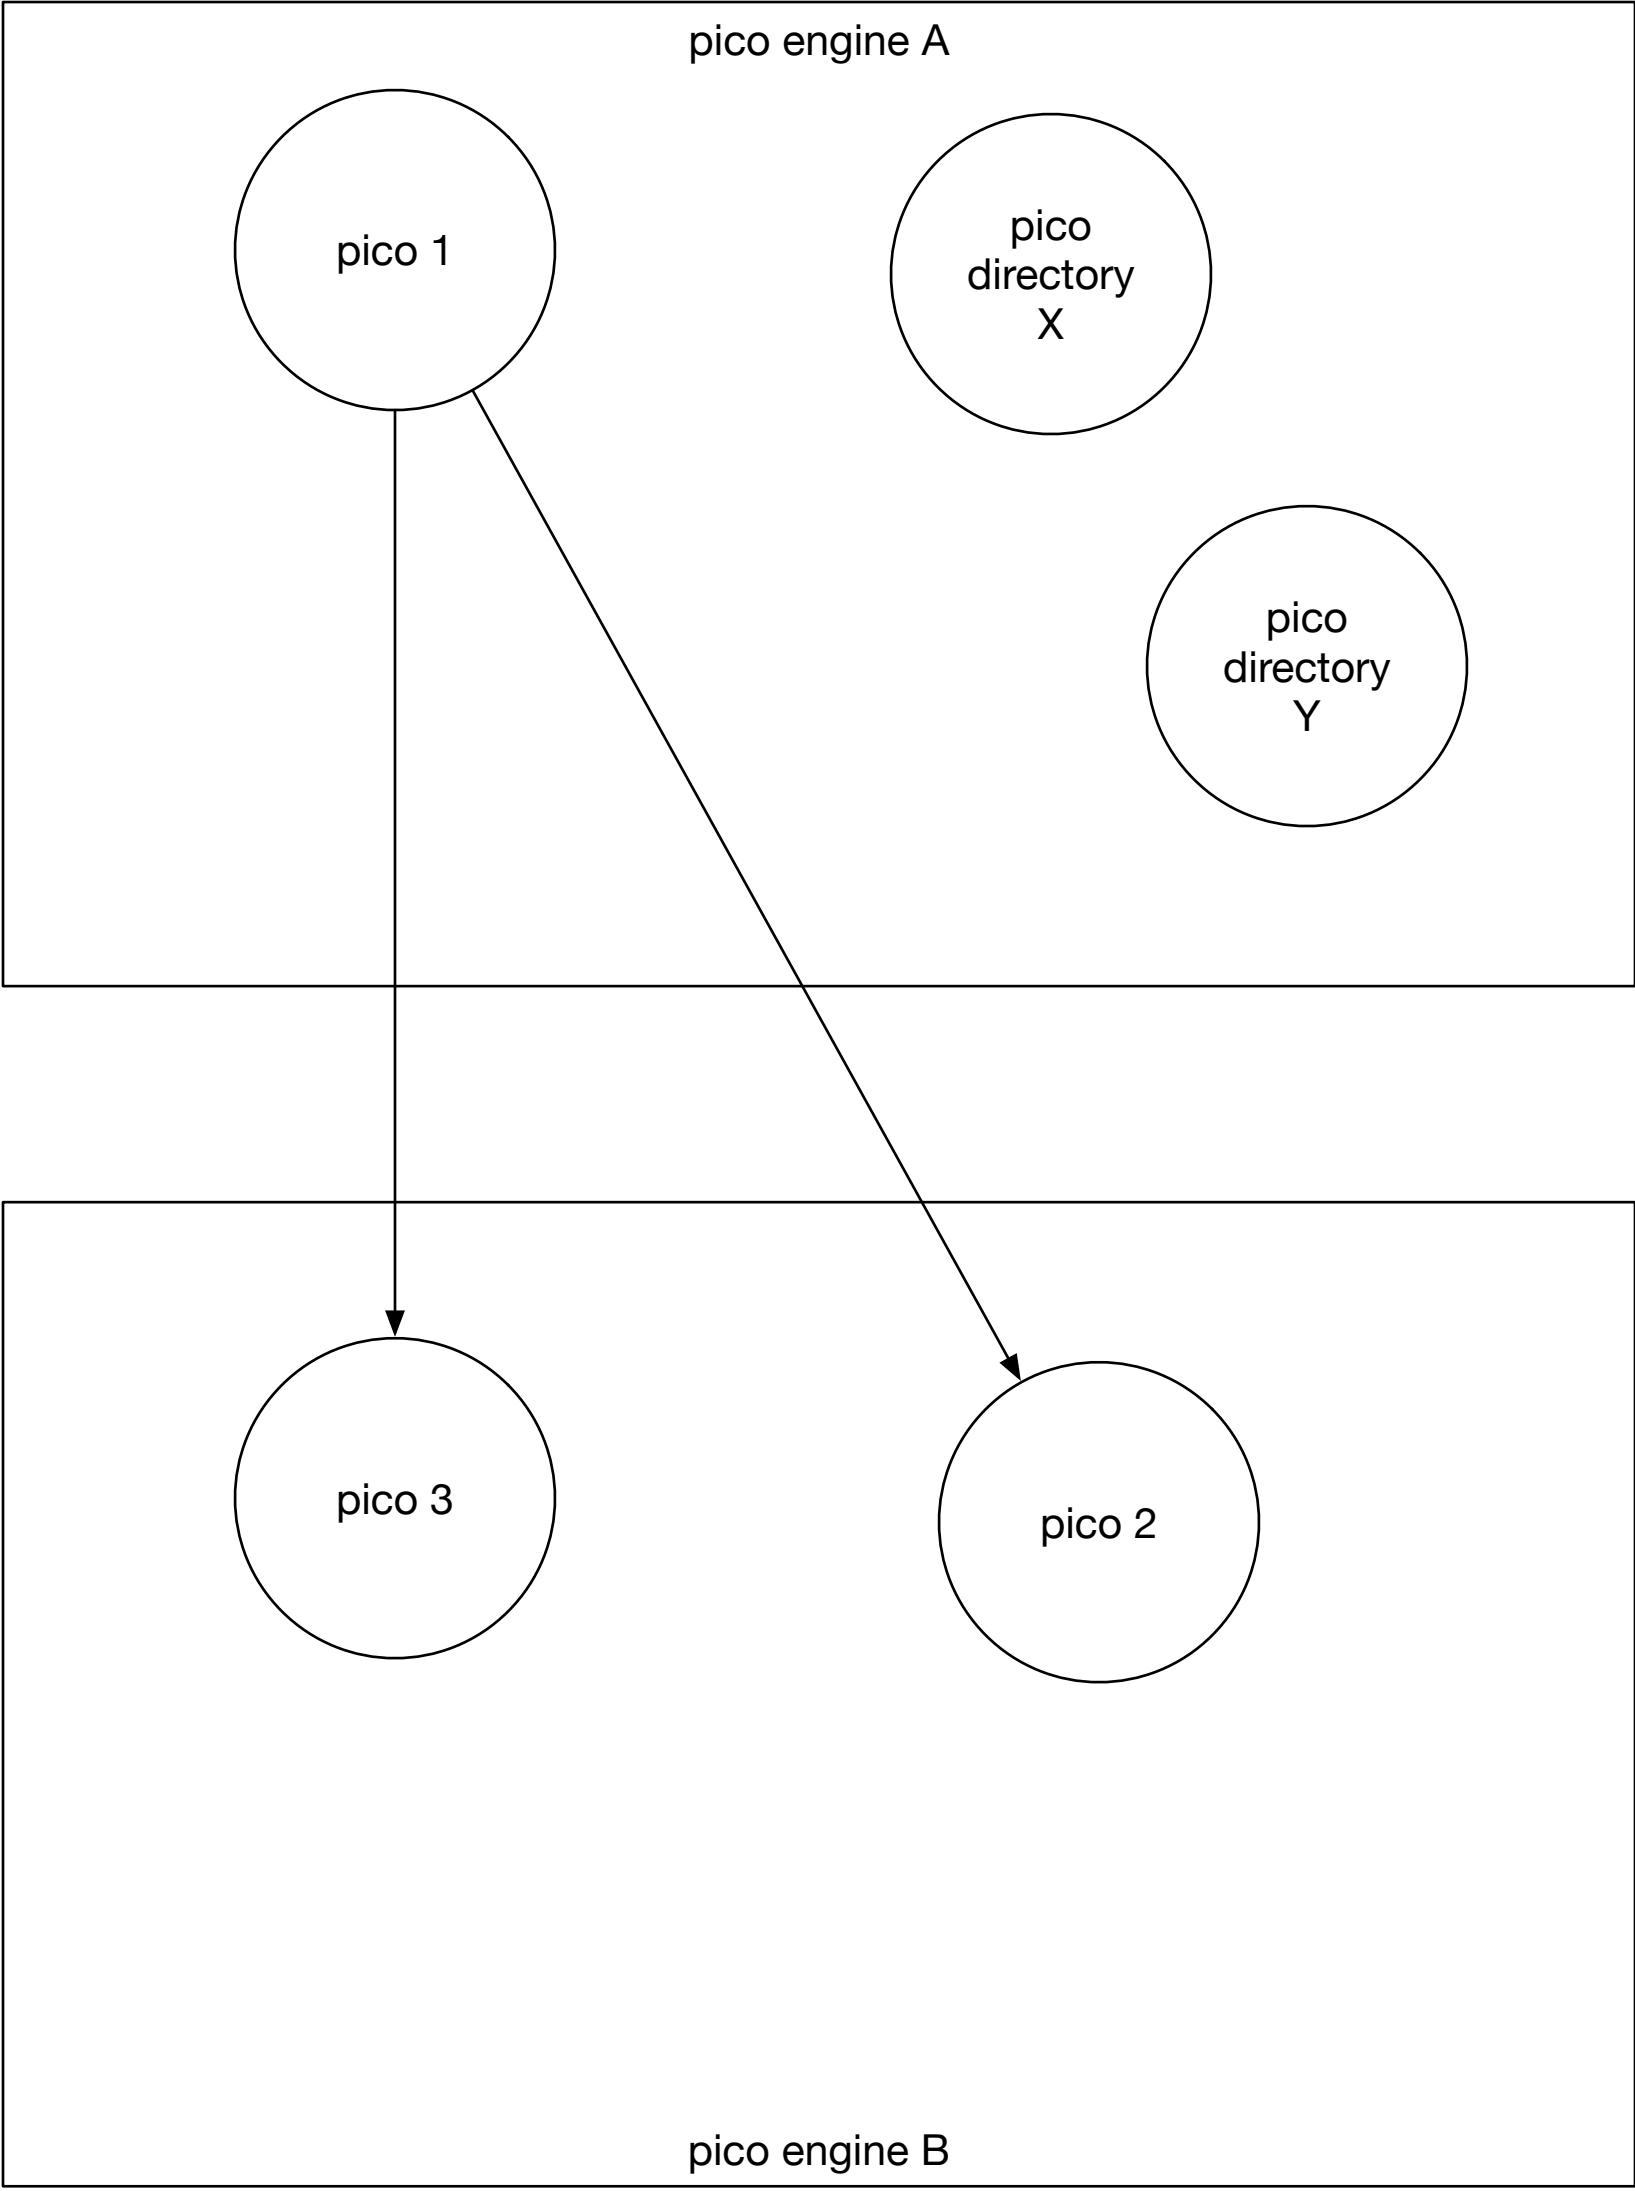 pico engine A
pico 1
pico
directory
X
pico
directory
Y
pico 3
pico 2
pico engine B